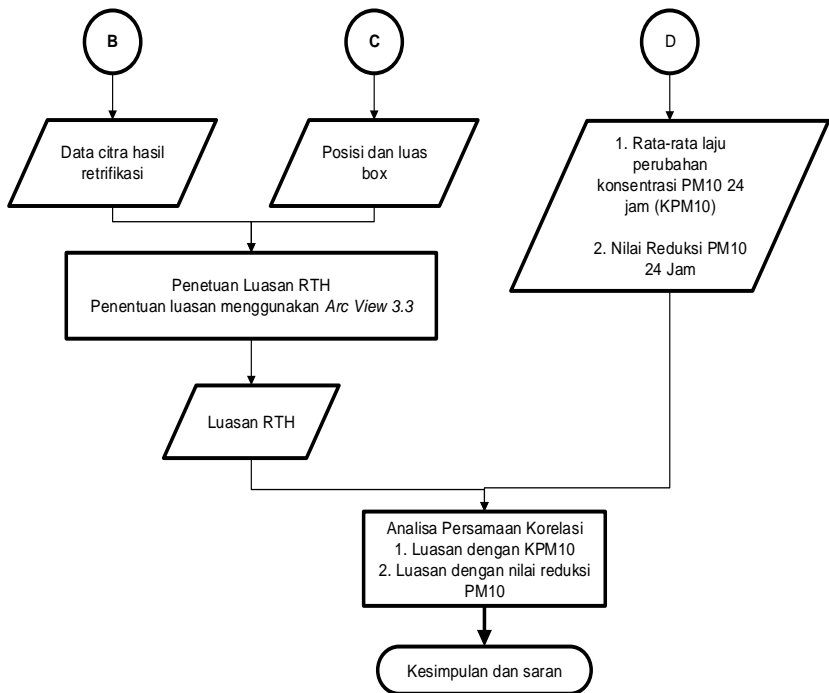 B
C
D
Data citra hasil
retrifikasi
Posisi dan luas
box
1. Rata-rata laju
perubahan
konsentrasi PM10 24
jam (KPM10)
2. Nilai Reduksi PM10
24 Jam
Penetuan Luasan RTH
Penentuan luasan menggunakan Arc View 3.3
Luasan RTH
Analisa Persamaan Korelasi
1. Luasan dengan KPM10
2. Luasan dengan nilai reduksi
PM10
Kesimpulan dan saran